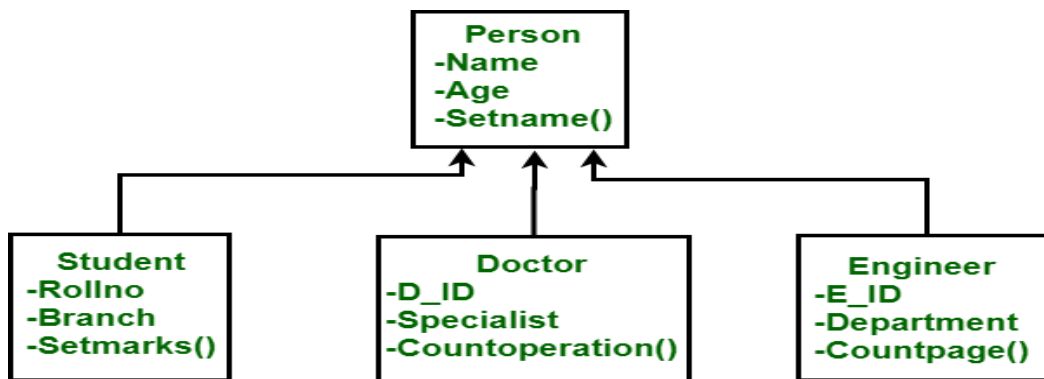 Person
-Name
-Age
-Setname()
Student
-Rollno
-Branch
-Setmarks()
Doctor
-D_ID
-Specialist
-Countoperation()
Engineer
-E_ID
-Department
-Countpage()